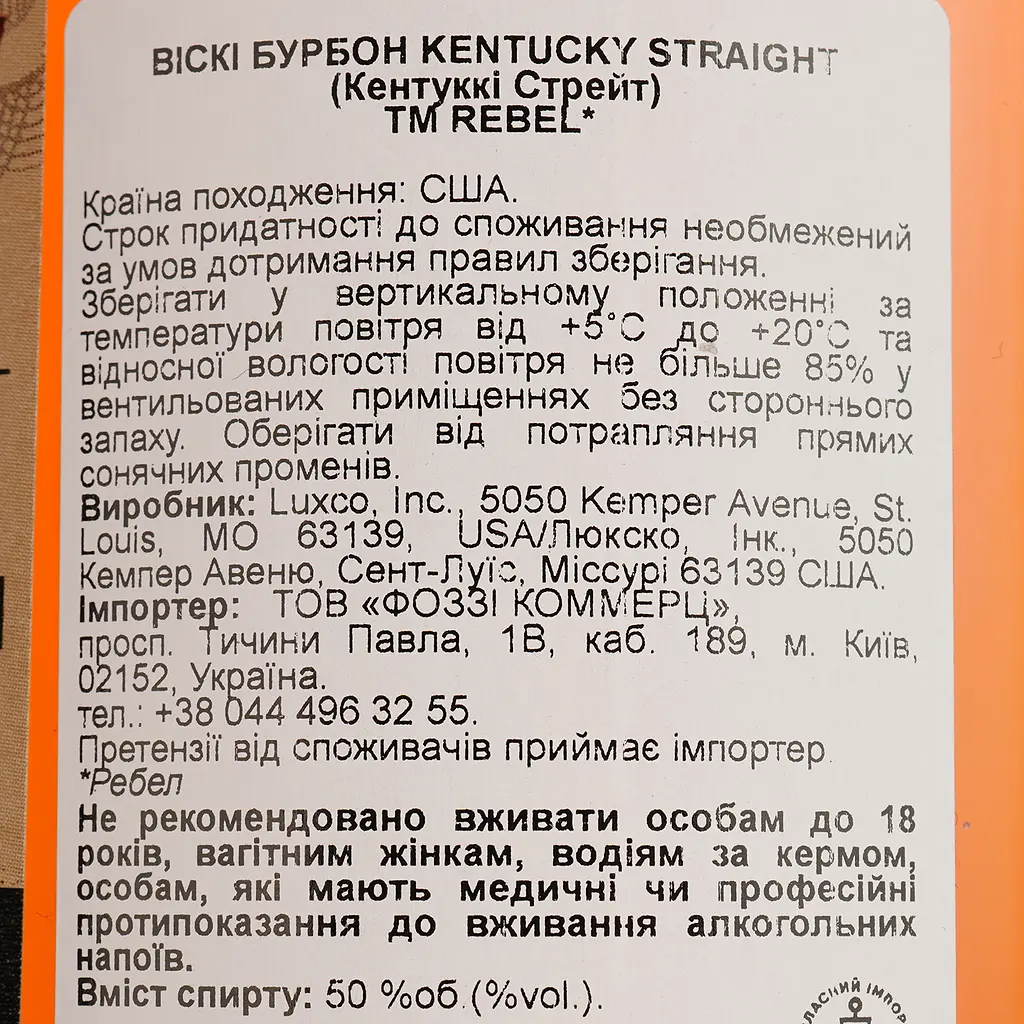 ВІСКІ БУРБОН KENTUCKY STRAIGHT
(Кентуккі Стрейт)
ТМ REBEL*
Країна походження: США.
Строк придатності до споживання необмежений
за умов дотримання правил зберігання.
Зберігати у вертикальному положенні за
температури повітря від +5°С до +20°С та
відносної вологості повітря не більше 85% у
вентильованих приміщеннях без стороннього
запаху. Оберігати від потрапляння прямих
сонячних променів.
Виробник: Luxco, Inc., 5050 Kemper Avenue, St.
Louis, MO 63139, USA/Люкско, Інк., 5050
Кемпер Авеню, Сент-Луїс, Міссурі 63139 США.
Імпортер: ТОВ «ФОЗЗІ КОММЕРЦ»,
просп. Тичини Павла, 1В, каб. 189, м. Київ,
02152, Україна.
тел.: +38 044 496 32 55.
Претензії від споживачів приймає імпортер.
*Ребел
Не рекомендовано вживати особам до 18
років, вагітним жінкам, водіям за кермом,
особам, які мають медичні чи професійні
протипоказання до вживання алкогольних
напоїв.
Вміст спирту: 50 %об.(%vol.).